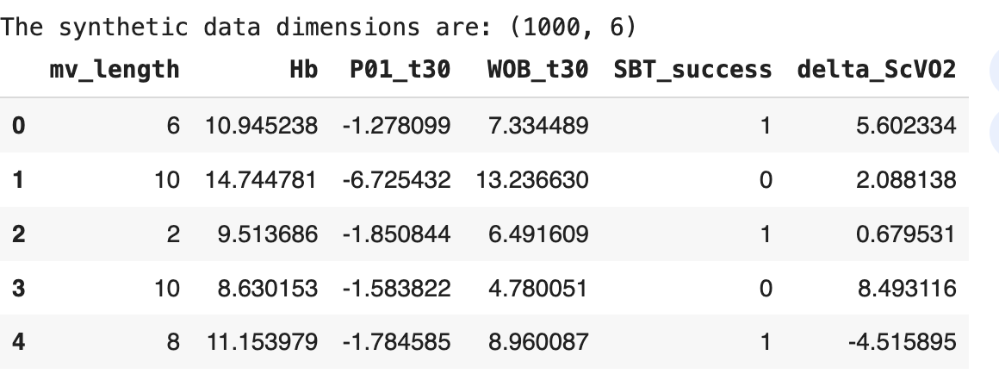 The synthetic data dimensions are: (1000, 6)
mv_length Hb P01_t30 WOB_t30 SBT_success delta_ScVO2
0 6 10.945238 -1.278099 7.334489 1 5.602334
1 10 14.744781 -6.725432 13.236630 0 2.088138
2 2 9.513686 -1.850844 6.491609 1 0.679531
3 10 8.630153 -1.583822 4.780051 0 8.493116
4 8 11.153979 -1.784585 8.960087 1 -4.515895